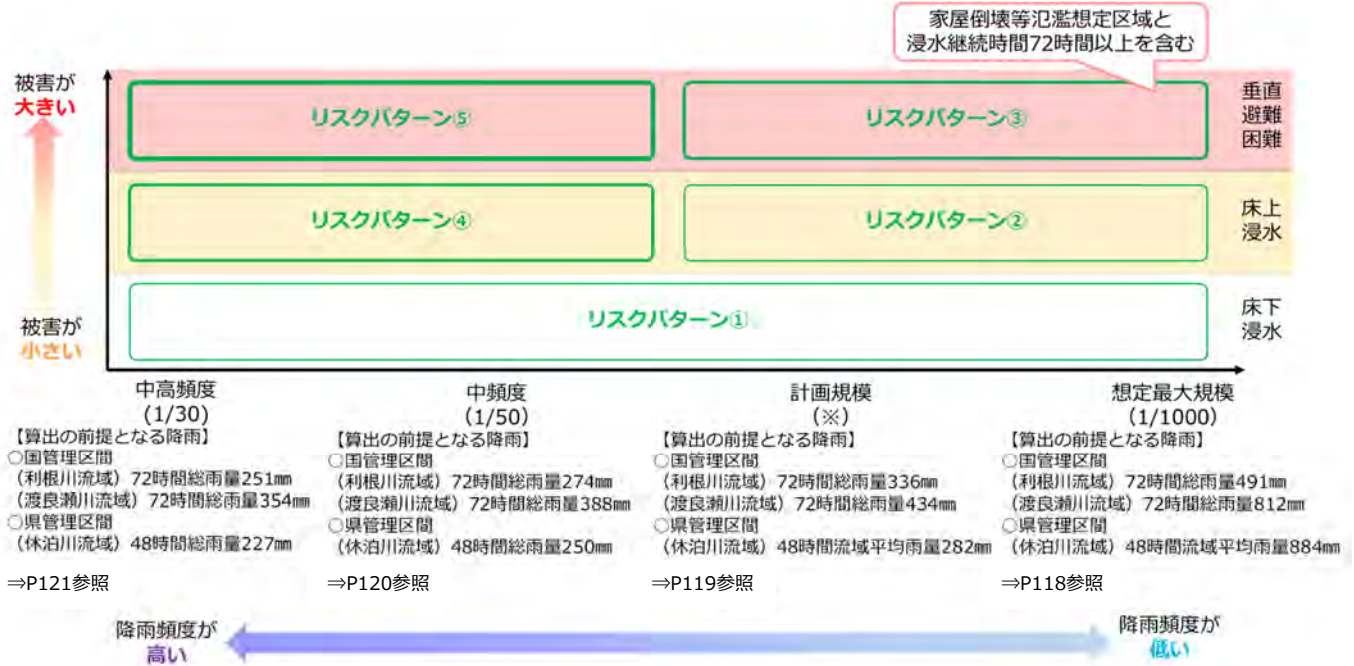 家屋倒壊等氾濫想定区域と
浸水継続時間72時間以上を含む
被害が
大きい
リスクパターン⑤
リスクパターン③
垂直
避難
困難
リスクパターン④
リスクパターン②
床上
浸水
被害が
小さい
リスクパターン①
床下
浸水
中高頻度
(1/30)
【算出の前提となる降雨】
○国管理区間
(利根川流域) 72時間総雨量251㎜
(渡良瀬川流域) 72時間総雨量354㎜
○県管理区間
(休泊川流域) 48時間総雨量227㎜
⇒P121参照
中頻度
(1/50)
【算出の前提となる降雨】
○国管理区間
(利根川流域) 72時間総雨量274㎜
(渡良瀬川流域) 72時間総雨量388㎜
○県管理区間
(休泊川流域) 48時間総雨量250㎜
⇒P120参照
計画規模
(※)
【算出の前提となる降雨】
○国管理区間
(利根川流域) 72時間総雨量336㎜
(渡良瀬川流域) 72時間総雨量434㎜
○県管理区間
(休泊川流域) 48時間流域平均雨量282㎜
⇒P119参照
想定最大規模
(1/1000)
【算出の前提となる降雨】
○国管理区間
(利根川流域) 72時間総雨量491㎜
(渡良瀬川流域) 72時間総雨量812㎜
○県管理区間
(休泊川流域) 48時間流域平均雨量884㎜
⇒P118参照
降雨頻度が
高い
降雨頻度が
低い